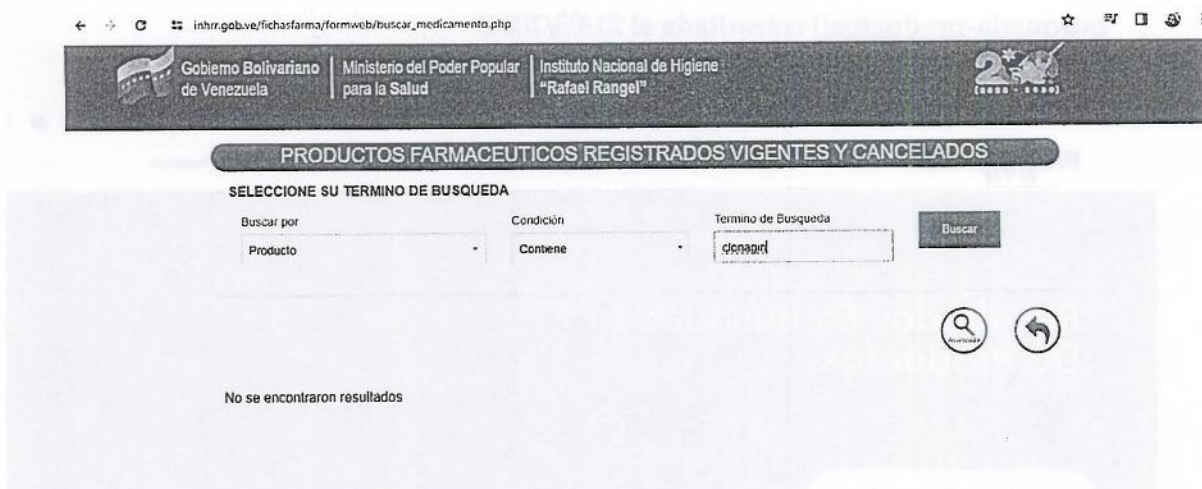 inhrr.gob.ve/fichasfarma/formweb/buscar_medicamento.php
Gobierno Bolivariano
de Venezuela
Ministerio del Poder Popular
para la Salud
Instituto Nacional de Higiene
"Rafael Rangel"
PRODUCTOS FARMACEUTICOS REGISTRADOS VIGENTES Y CANCELADOS
SELECCIONE SU TERMINO DE BUSQUEDA
Buscar por
Condición
Termino de Busqueda
Producto
Contiene
Buscar
No se encontraron resultados